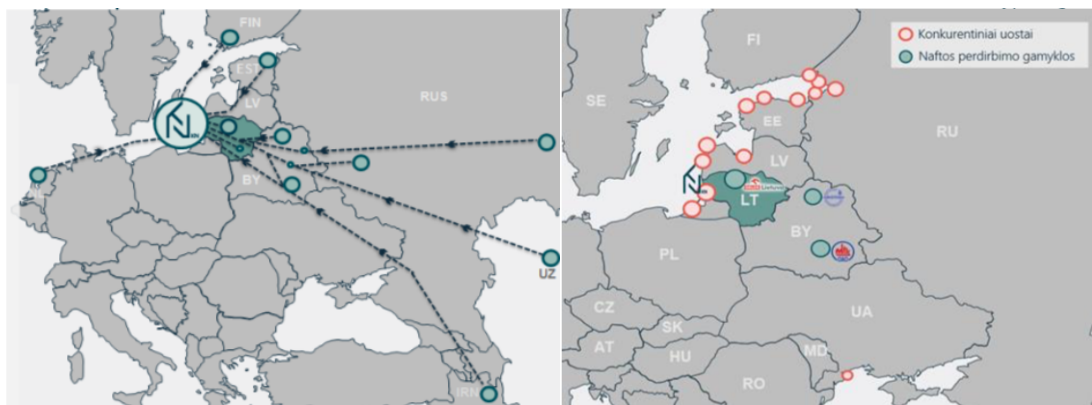 FIN
EST
LV
RUS
BY
UZ
IRN
Konkurentiniai uostai
Naftos perdirbimo gamyklos
FI
SE
EE
RU
LV
LT
BY
PL
CZ
SK
UA
AT
HU
MD
RO